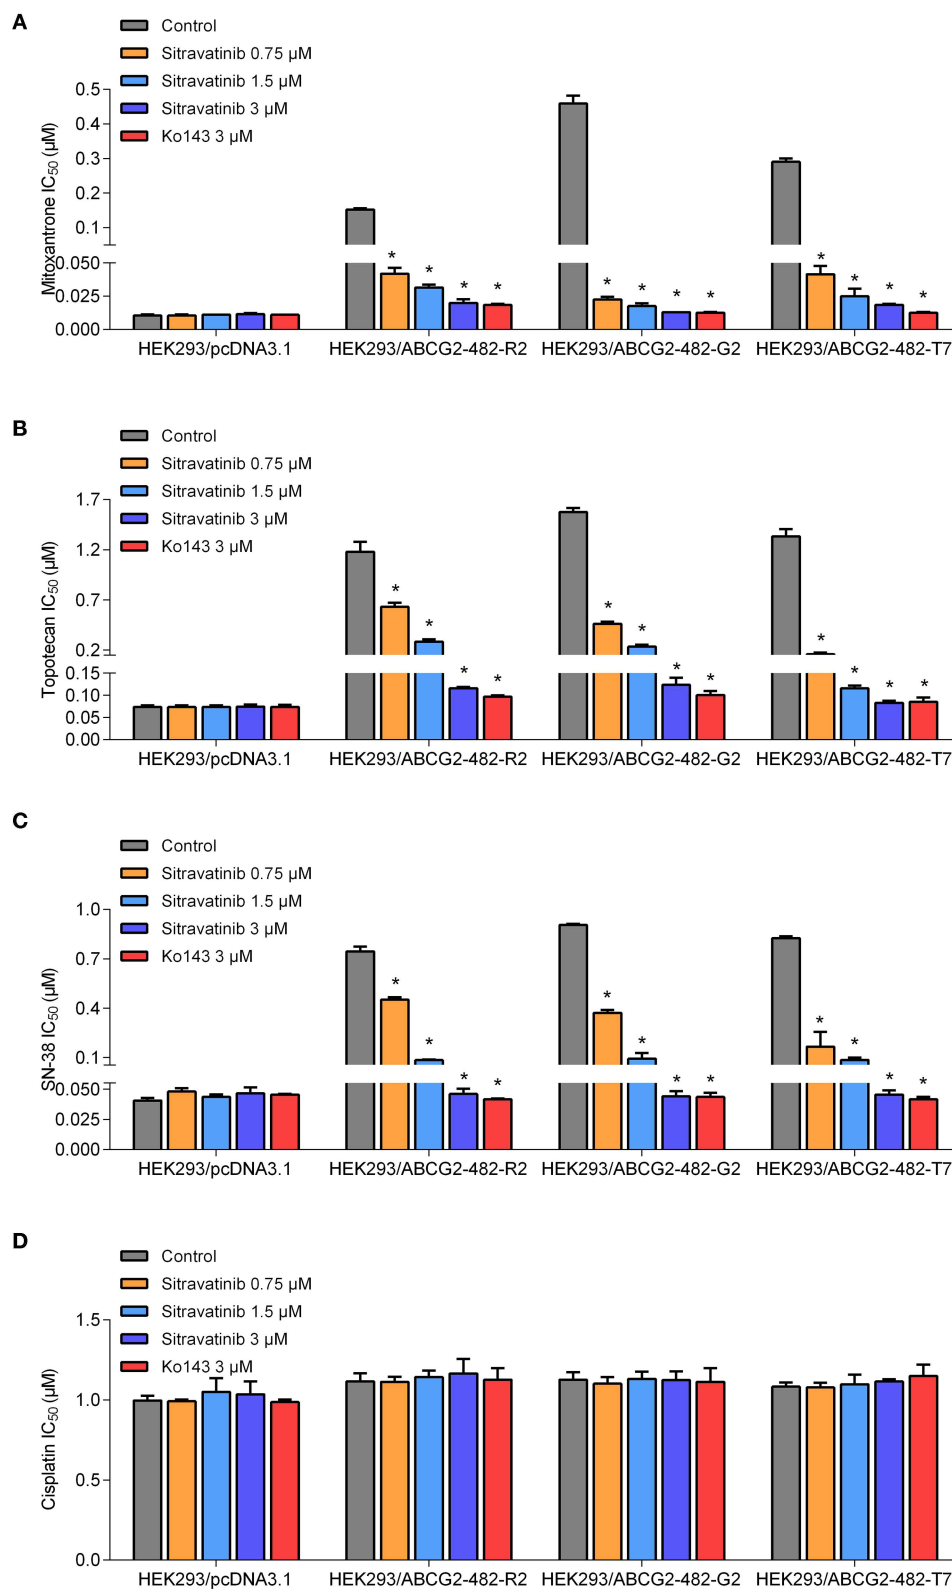 A
Control
Sitravatinib 0.75 µM
Sitravatinib 1.5 µM
Sitravatinib 3 µM
Ko143 3 µM
Mitoxantrone IC50 (µM)
0.5
0.4
0.3
0.2
0.1
0.050
0.025
0.000
* * * *
* * * *
* * * *
HEK293/pcDNA3.1 HEK293/ABCG2-482-R2 HEK293/ABCG2-482-G2 HEK293/ABCG2-482-T7
B
Control
Sitravatinib 0.75 µM
Sitravatinib 1.5 µM
Sitravatinib 3 µM
Ko143 3 µM
Topotecan IC50 (µM)
1.7
1.2
0.7
0.2
0.15
0.10
0.05
0.00
* * * *
* * * *
* * * *
HEK293/pcDNA3.1 HEK293/ABCG2-482-R2 HEK293/ABCG2-482-G2 HEK293/ABCG2-482-T7
C
Control
Sitravatinib 0.75 µM
Sitravatinib 1.5 µM
Sitravatinib 3 µM
Ko143 3 µM
SN-38 IC50 (µM)
1.0
0.7
0.4
0.1
0.050
0.025
0.000
* * * *
* * * *
* * * *
HEK293/pcDNA3.1 HEK293/ABCG2-482-R2 HEK293/ABCG2-482-G2 HEK293/ABCG2-482-T7
D
Control
Sitravatinib 0.75 µM
Sitravatinib 1.5 µM
Sitravatinib 3 µM
Ko143 3 µM
Cisplatin IC50 (µM)
1.5
1.0
0.5
0.0
HEK293/pcDNA3.1 HEK293/ABCG2-482-R2 HEK293/ABCG2-482-G2 HEK293/ABCG2-482-T7